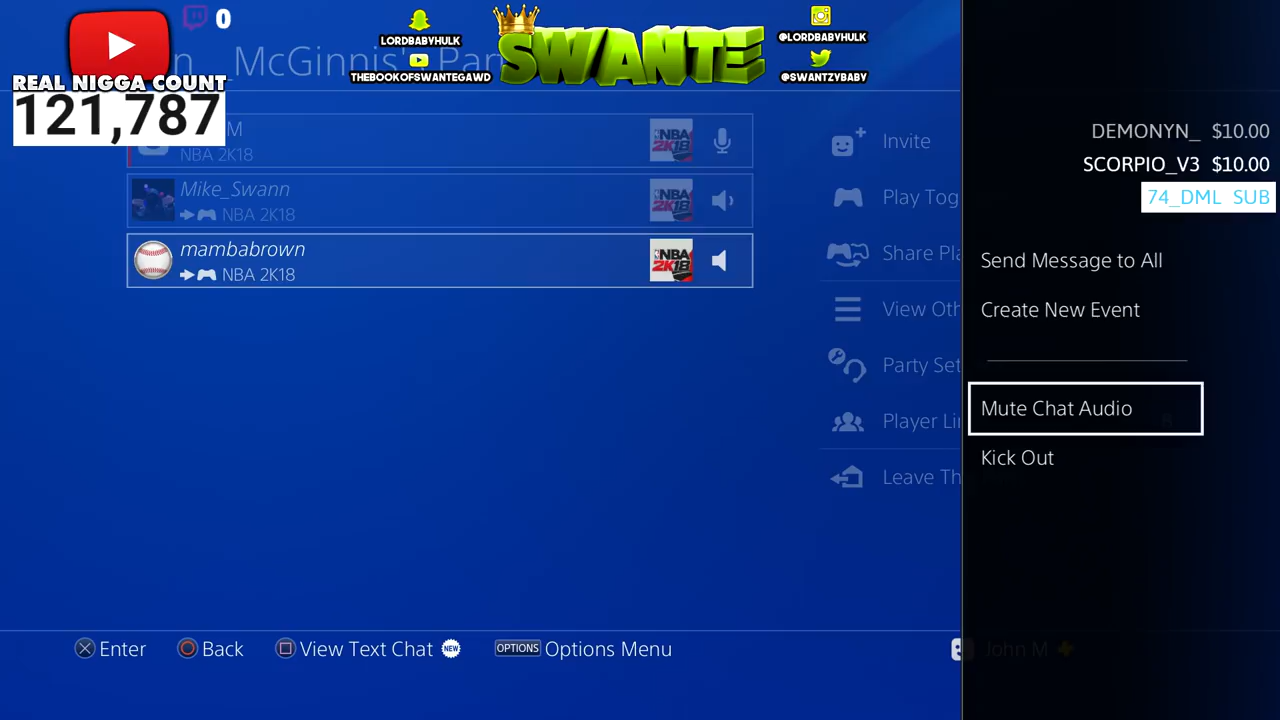 0
LORDBABYHULK
THEBOOKOFSWANTEGAWD
SWANTE
@LORDBABYHULK
@SWANTZYBABY
McGinnis's Par
REAL NIGGA COUNT
121,787
M
NBA 2K18
NBA 2K18
Mike_Swann
NBA 2K18
NBA 2K18
mambabrown
NBA 2K18
NBA 2K18
Invite
Play Tog
Share Pla
View Oth
Party Set
Player Lin
Leave Th
DEMONYN_ $10.00
SCORPIO_V3 $10.00
74_DML SUB
Send Message to All
Create New Event
Mute Chat Audio
Kick Out
Enter
Back
View Text Chat NEW
OPTIONS Options Menu
John M